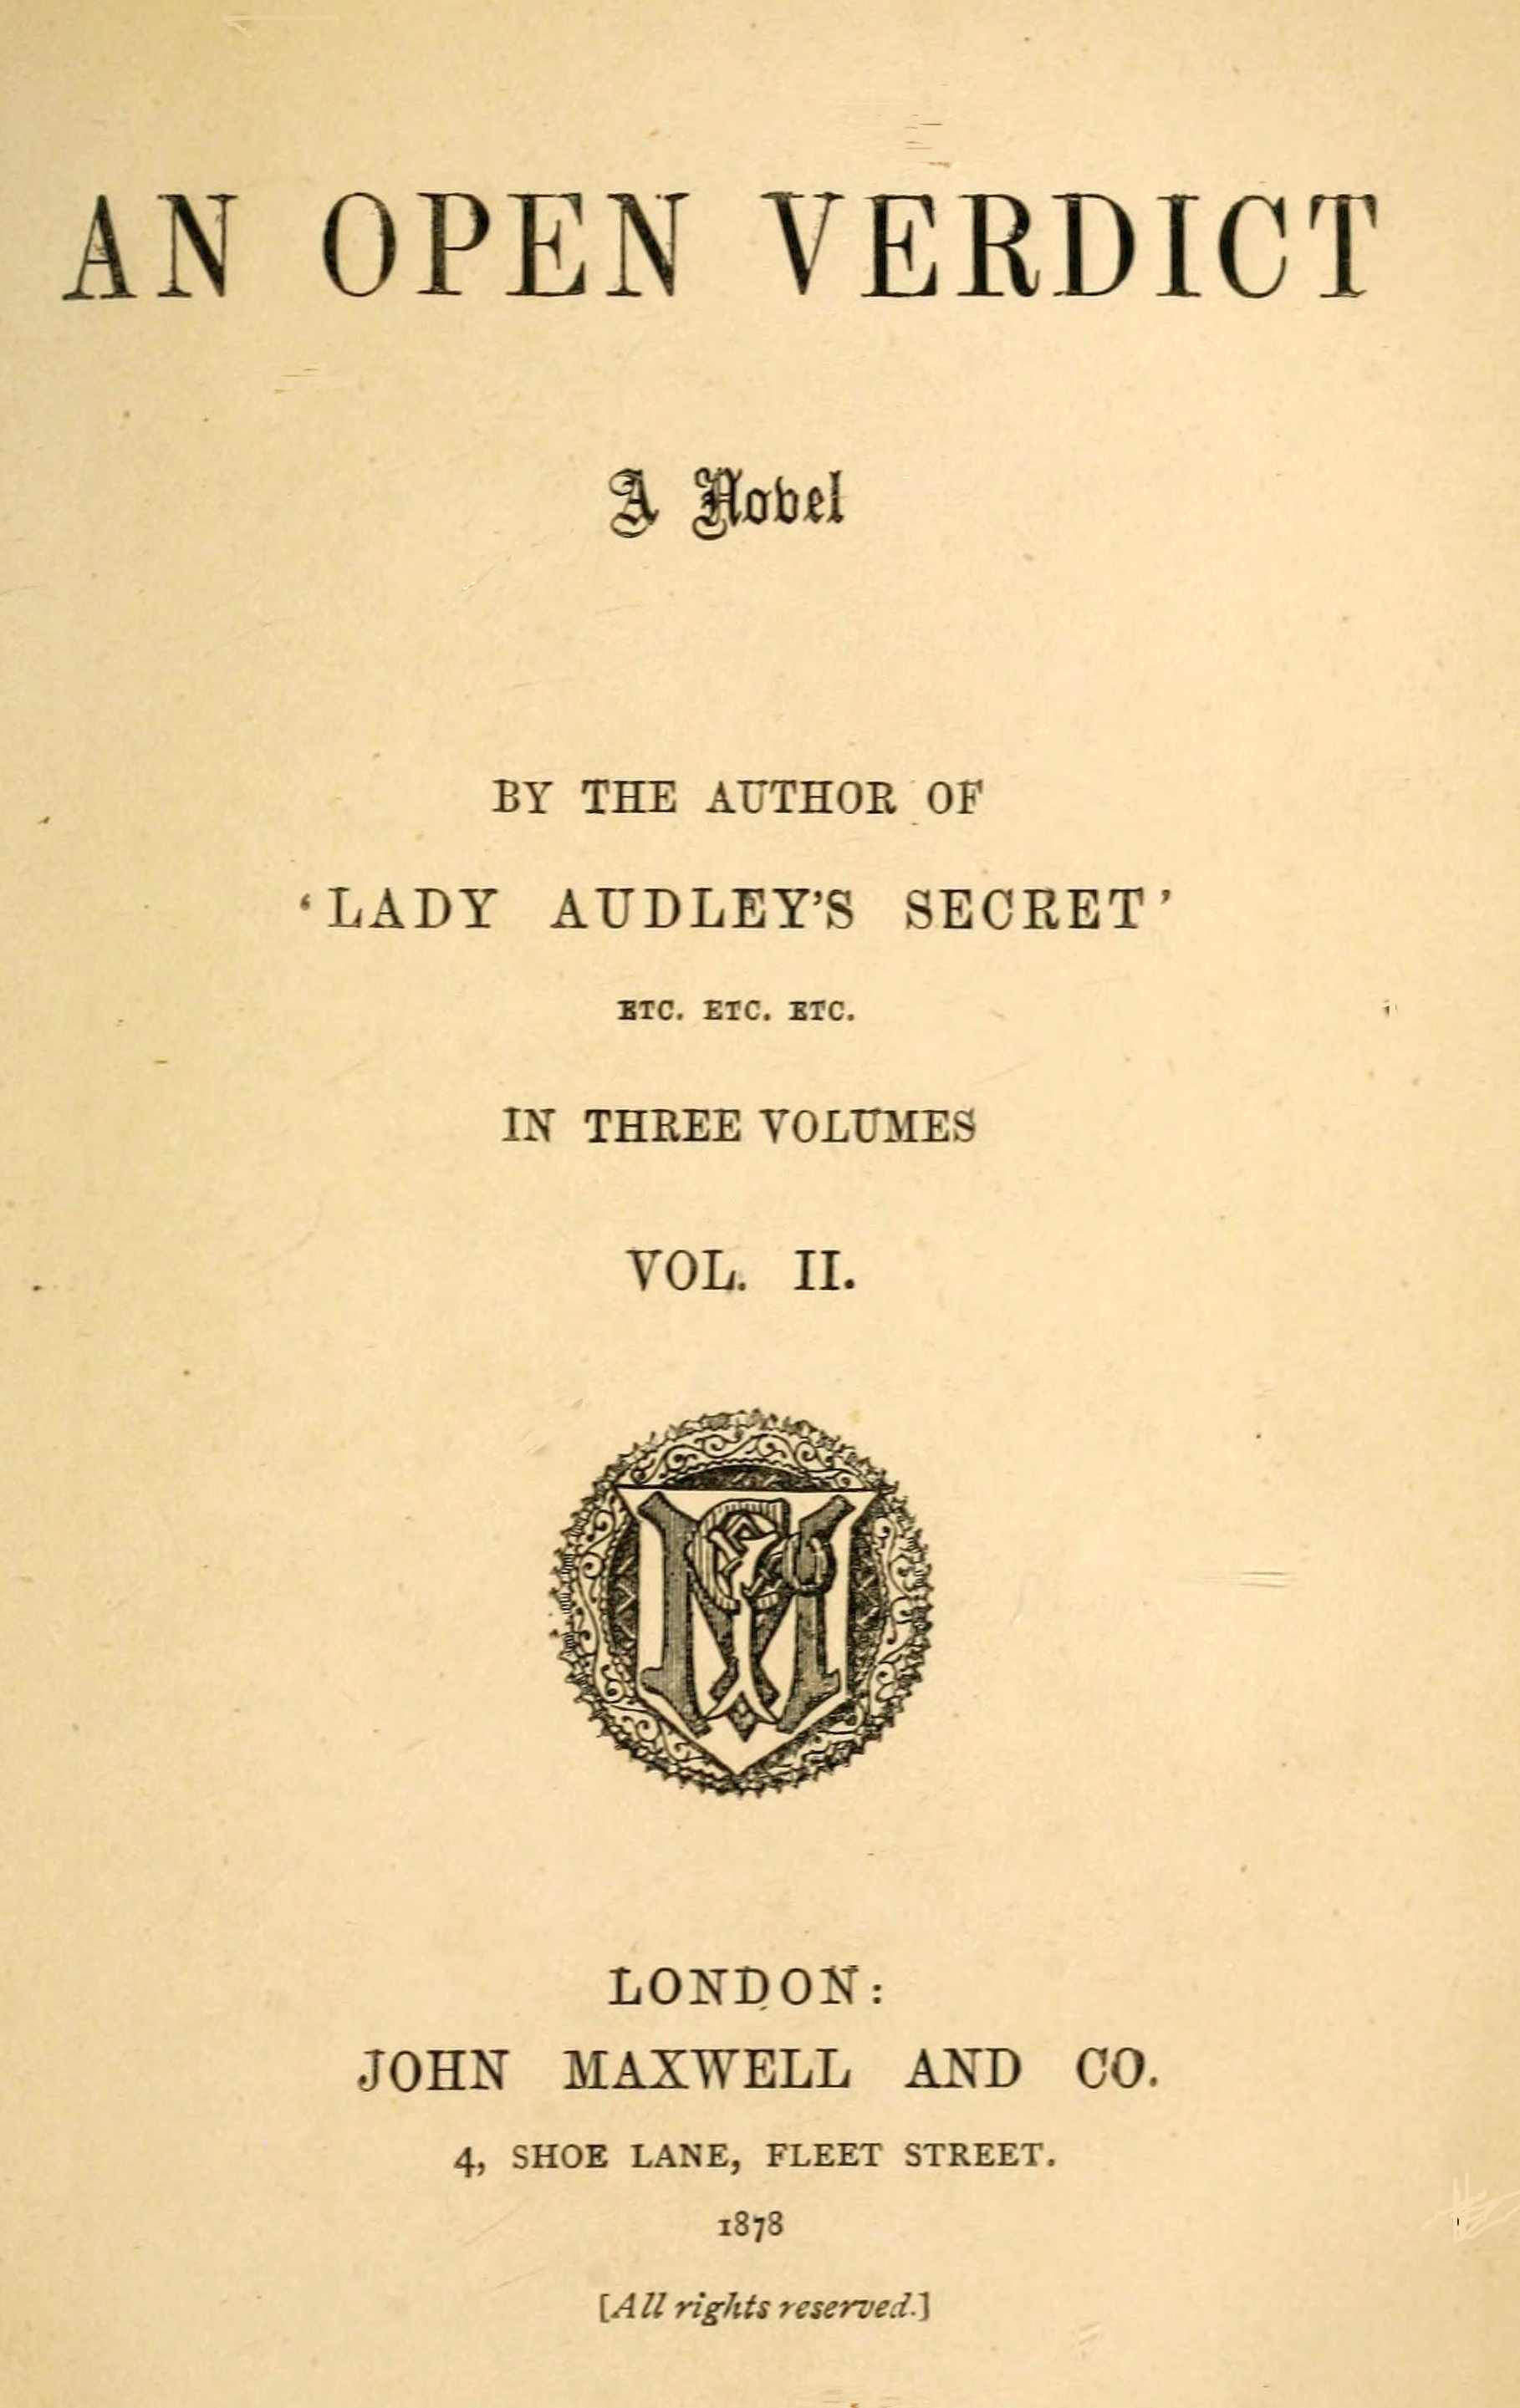 AN OPEN VERDICT
A Novel
BY THE AUTHOR OF
‘LADY AUDLEY’S SECRET’
ETC. ETC. ETC.
IN THREE VOLUMES
VOL. II.
LONDON:
JOHN MAXWELL AND CO.
4, SHOE LANE, FLEET STREET.
1878
[All rights reserved.]